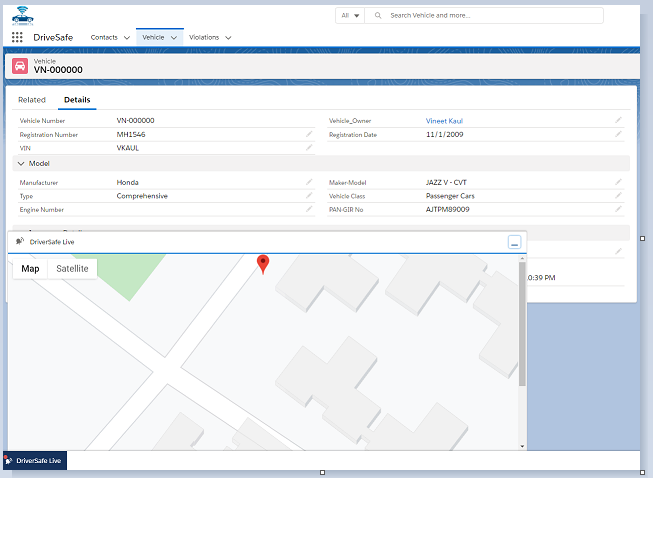 All
Search Vehicle and more...
DriveSafe
Contacts
Vehicle
Violations
Vehicle
VN-000000
Related
Details
Vehicle Number VN-000000
Vehicle_Owner Vineet Kaul
Registration Number MH1546
Registration Date 11/1/2009
VIN VKAUL
Model
Manufacturer Honda
Maker-Model JAZZ V - CVT
Type Comprehensive
Vehicle Class Passenger Cars
Engine Number
PAN-GIR No AJTPM89009
DriverSafe Live
Map
Satellite
0:39 PM
DriverSafe Live